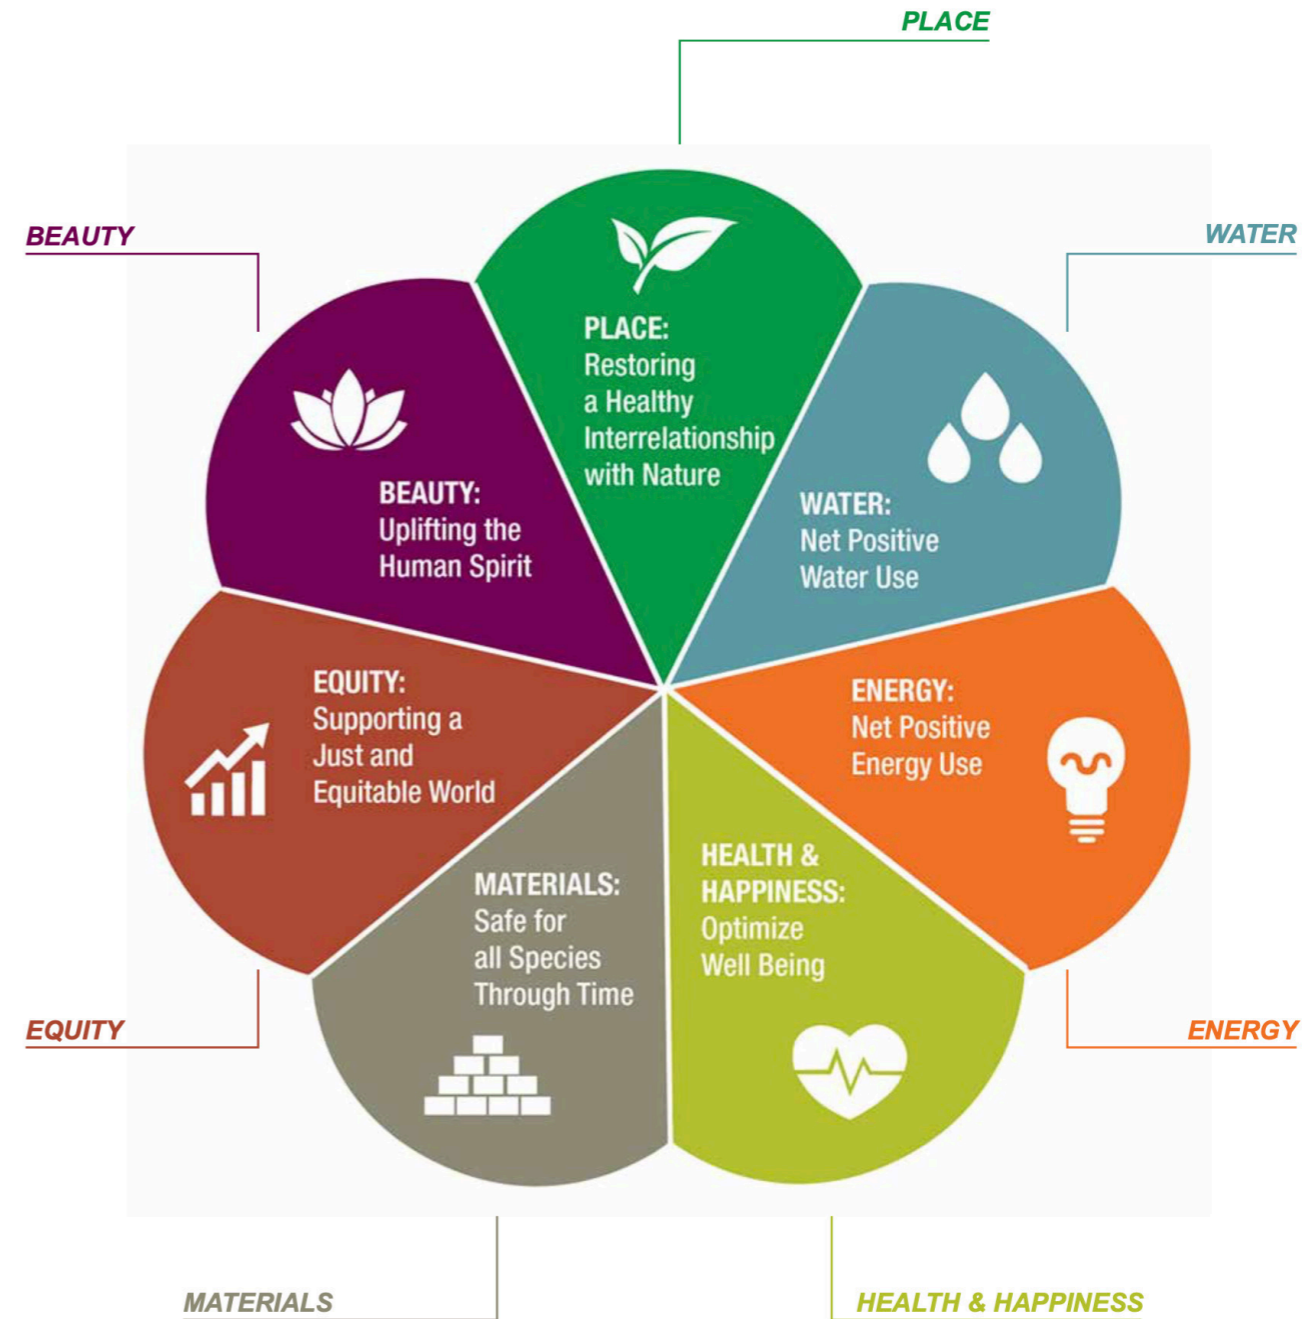 PLACE
BEAUTY
WATER
PLACE:
Restoring
a Healthy
Interrelationship
with Nature
BEAUTY:
Uplifting the
Human Spirit
WATER:
Net Positive
Water Use
EQUITY:
Supporting a
Just and
Equitable World
ENERGY:
Net Positive
Energy Use
MATERIALS:
Safe for
all Species
Through Time
HEALTH &
HAPPINESS:
Optimize
Well Being
EQUITY
ENERGY
MATERIALS
HEALTH & HAPPINESS